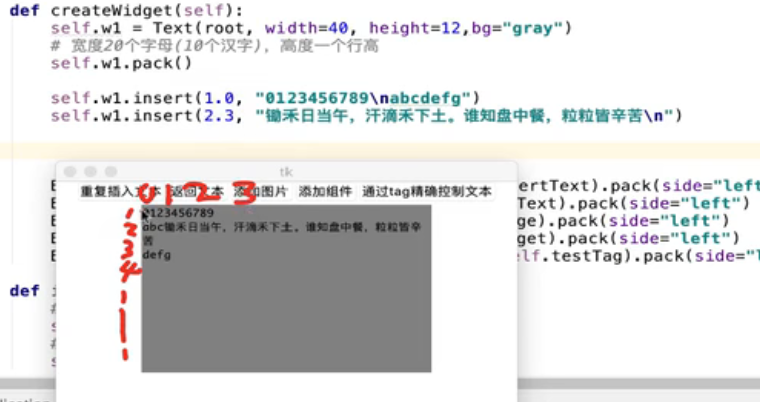 def createWidget(self):
self.w1 = Text(root, width=40, height=12,bg="gray")
# 宽度20个字母(10个汉字)，高度一个行高
self.w1.pack()
self.w1.insert(1.0, "0123456789\nabcdefg")
self.w1.insert(2.3, "锄禾日当午，汗滴禾下土。谁知盘中餐，粒粒皆辛苦\n")
tk
重复插入文本 返回文本 添加图片 添加组件 通过tag精确控制文本
0 1 2 3
B ertText).pack(side="left
B Text).pack(side="left")
B ge).pack(side="left")
B get).pack(side="left")
B lf.testTag).pack(side="l
1 0123456789
2 abc锄禾日当午，汗滴禾下土。谁知盘中餐，粒粒皆辛
3 苦
4 defg
def
#
s
#
s